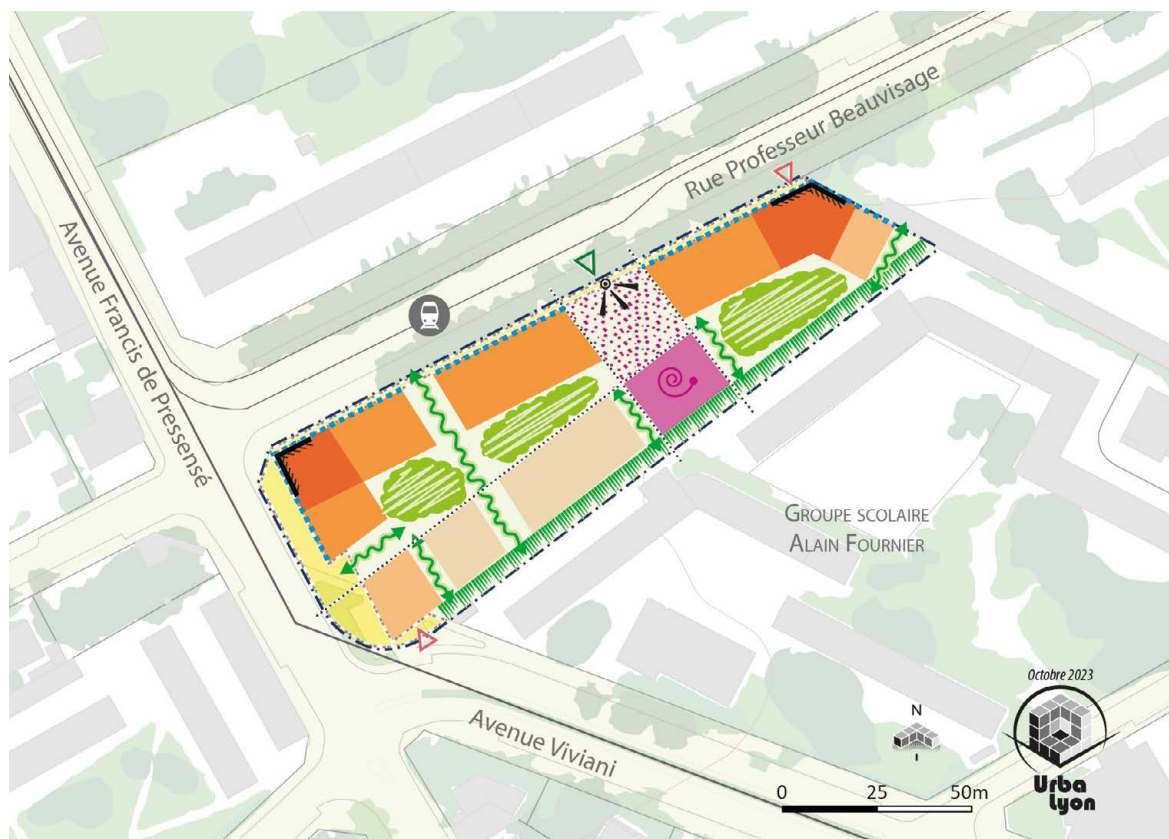 Rue Professeur Beauvisage
Avenue Francis de Pressensé
GROUPE SCOLAIRE
ALAIN FOURNIER
Avenue Viviani
N
0 25 50m
Octobre 2023
Urba
Lyon